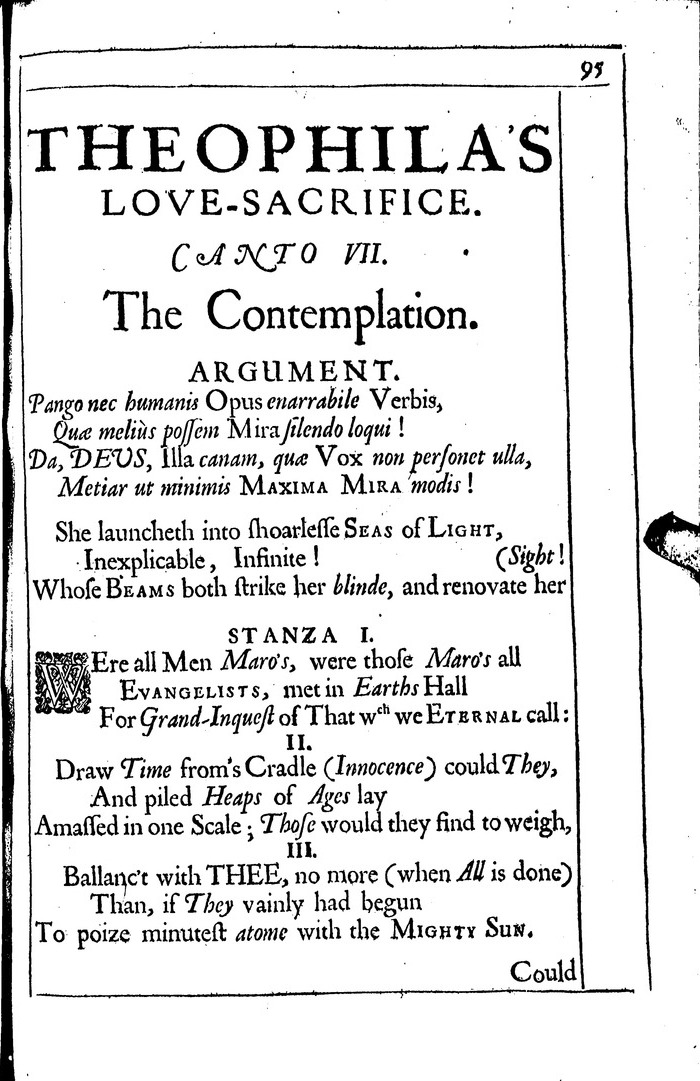 95
THEOPHILA'S
LOVE-SACRIFICE.
CANTO VII.
The Contemplation.
ARGUMENT.
Pango nec humanis Opus enarrabile Verbis,
Quæ meliùs poſſem Mira ſilendo loqui !
Da, DEUS, Illa canam, quæ Vox non perſonet ulla,
Metiar ut minimis MAXIMA MIRA modis !
She launcheth into ſhoarleſſe SEAS of LIGHT,
Inexplicable, Infinite ! (Sight !
Whoſe BEAMS both ſtrike her blinde, and renovate her
STANZA I.
WEre all Men Maro's, were thoſe Maro's all
EVANGELISTS, met in Earths Hall
For Grand-Inqueſt of That wch we ETERNAL call :
II.
Draw Time from's Cradle (Innocence) could They,
And piled Heaps of Ages lay
Amaſſed in one Scale ; Thoſe would they find to weigh,
III.
Ballanc't with THEE, no more (when All is done)
Than, if They vainly had begun
To poize minuteſt atome with the MIGHTY SUN.
Could